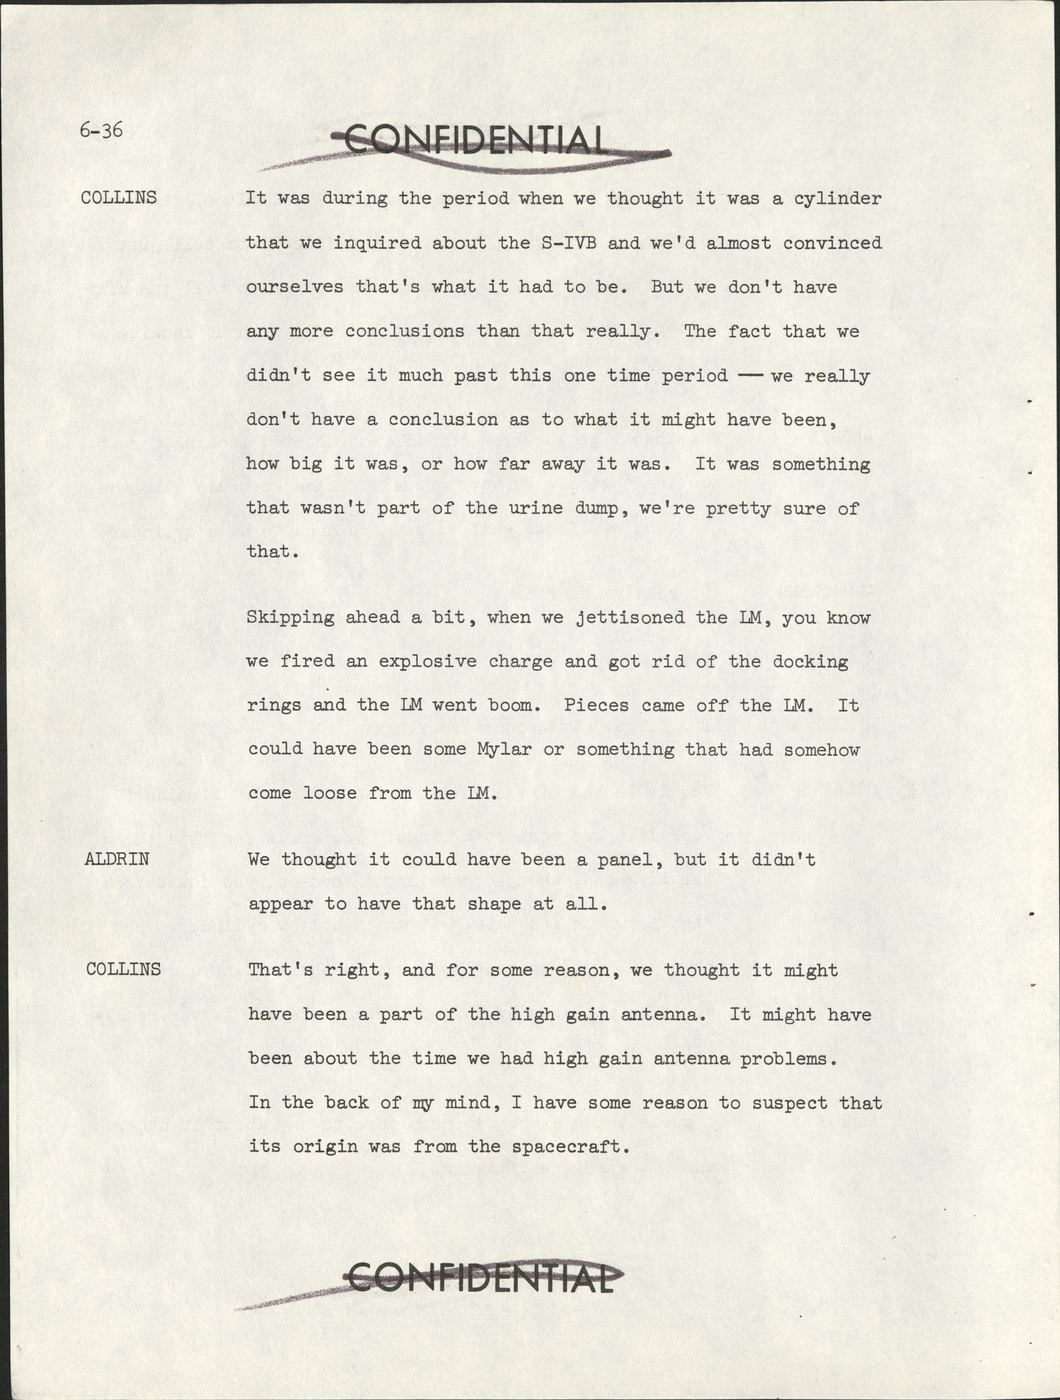 6-36
CONFIDENTIAL
COLLINS It was during the period when we thought it was a cylinder
that we inquired about the S-IVB and we'd almost convinced
ourselves that's what it had to be. But we don't have
any more conclusions than that really. The fact that we
didn't see it much past this one time period — we really
don't have a conclusion as to what it might have been,
how big it was, or how far away it was. It was something
that wasn't part of the urine dump, we're pretty sure of
that.
Skipping ahead a bit, when we jettisoned the LM, you know
we fired an explosive charge and got rid of the docking
rings and the LM went boom. Pieces came off the LM. It
could have been some Mylar or something that had somehow
come loose from the LM.
ALDRIN We thought it could have been a panel, but it didn't
appear to have that shape at all.
COLLINS That's right, and for some reason, we thought it might
have been a part of the high gain antenna. It might have
been about the time we had high gain antenna problems.
In the back of my mind, I have some reason to suspect that
its origin was from the spacecraft.
CONFIDENTIAL